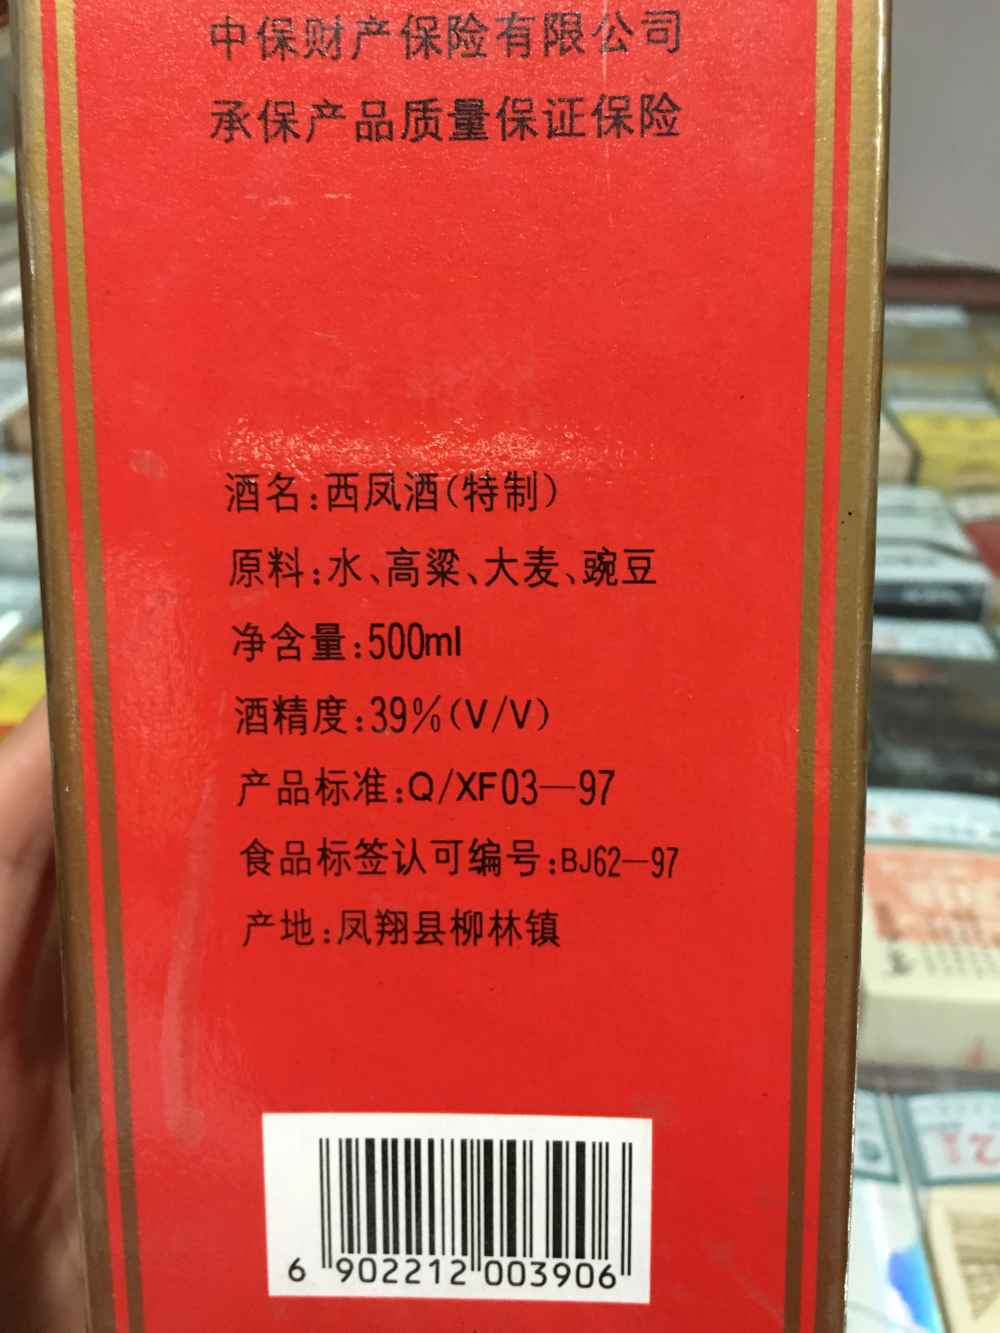 中保财产保险有限公司
承保产品质量保证保险
酒名:西凤酒(特制)
原料:水、高粱、大麦、豌豆
净含量:500ml
酒精度:39%(V/V)
产品标准:Q/XF03—97
食品标签认可编号:BJ62—97
产地:凤翔县柳林镇
6 902212 003906